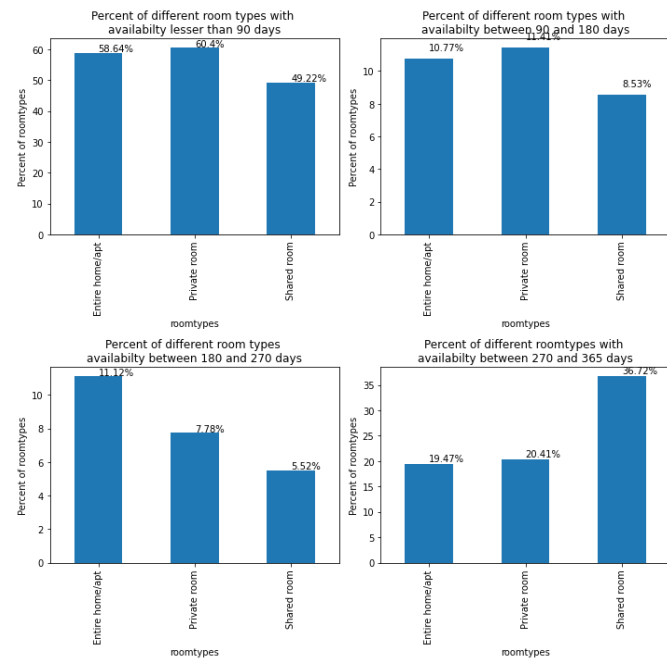 Percent of different room types with
availabilty lesser than 90 days
Percent of roomtypes
60
50
40
30
20
10
0
58.64%
60.4%
49.22%
Entire home/apt
Private room
Shared room
roomtypes
Percent of different room types with
availabilty between 90 and 180 days
Percent of roomtypes
10
8
6
4
2
0
10.77%
11.41%
8.53%
Entire home/apt
Private room
Shared room
roomtypes
Percent of different room types
availabilty between 180 and 270 days
Percent of roomtypes
10
8
6
4
2
0
11.12%
7.78%
5.52%
Entire home/apt
Private room
Shared room
roomtypes
Percent of different roomtypes with
availabilty between 270 and 365 days
Percent of roomtypes
35
30
25
20
15
10
5
0
19.47%
20.41%
36.72%
Entire home/apt
Private room
Shared room
roomtypes